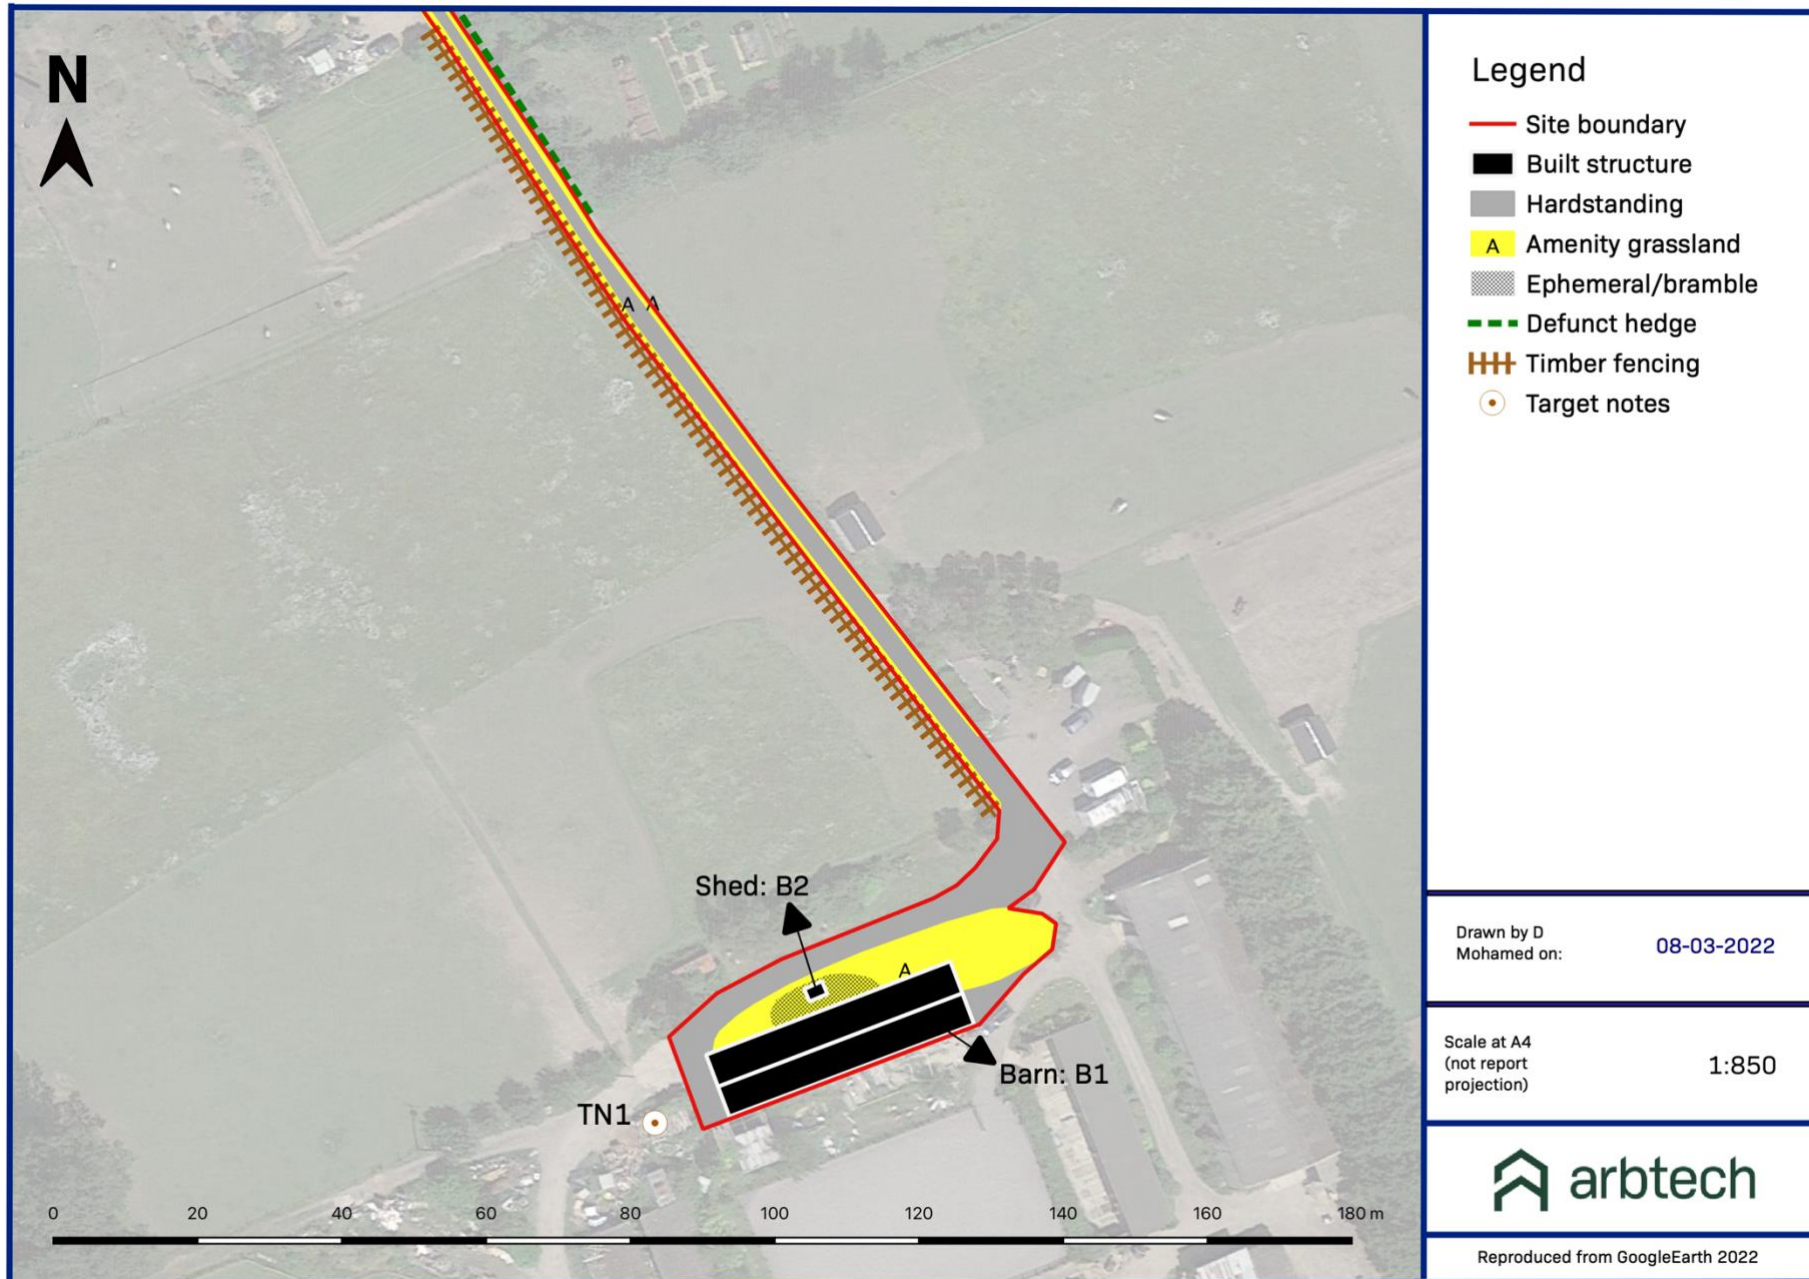 N
Legend
Site boundary
Built structure
Hardstanding
A Amenity grassland
Ephemeral/bramble
Defunct hedge
Timber fencing
Target notes
A A
Shed: B2
A
Barn: B1
TN1
0 20 40 60 80 100 120 140 160 180 m
Drawn by D
Mohamed on:
08-03-2022
Scale at A4
(not report
projection)
1:850
arbtech
Reproduced from GoogleEarth 2022